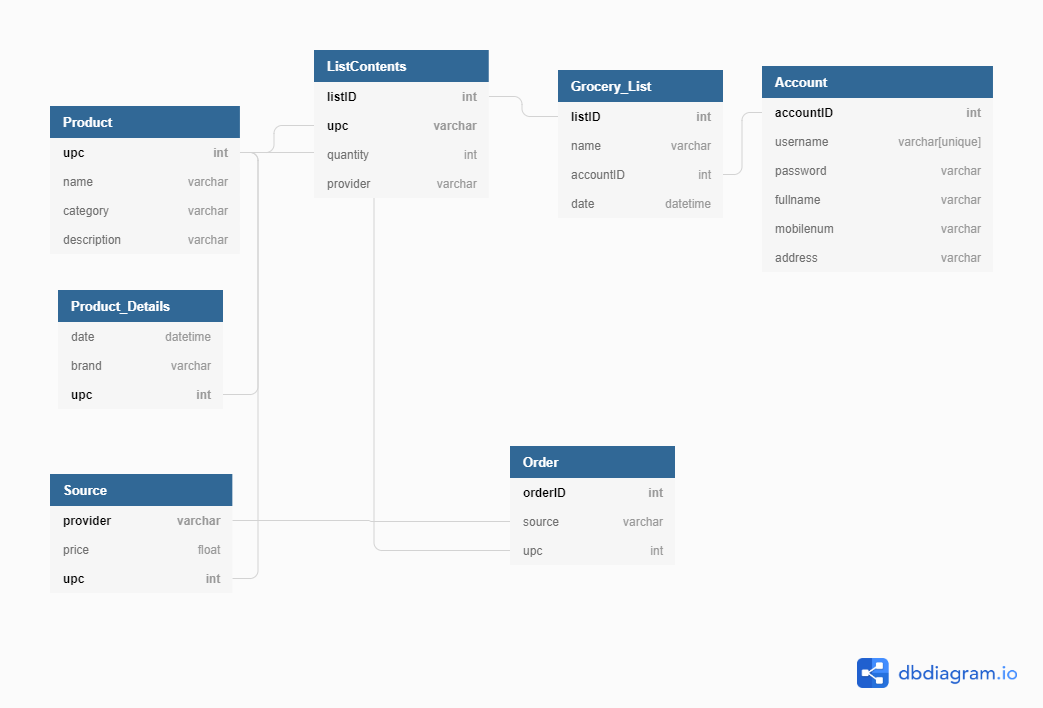 Product
upc int
name varchar
category varchar
description varchar
Product_Details
date datetime
brand varchar
upc int
Source
provider varchar
price float
upc int
ListContents
listID int
upc varchar
quantity int
provider varchar
Grocery_List
listID int
name varchar
accountID int
date datetime
Account
accountID int
username varchar[unique]
password varchar
fullname varchar
mobilenum varchar
address varchar
Order
orderID int
source varchar
upc int
dbdiagram.io